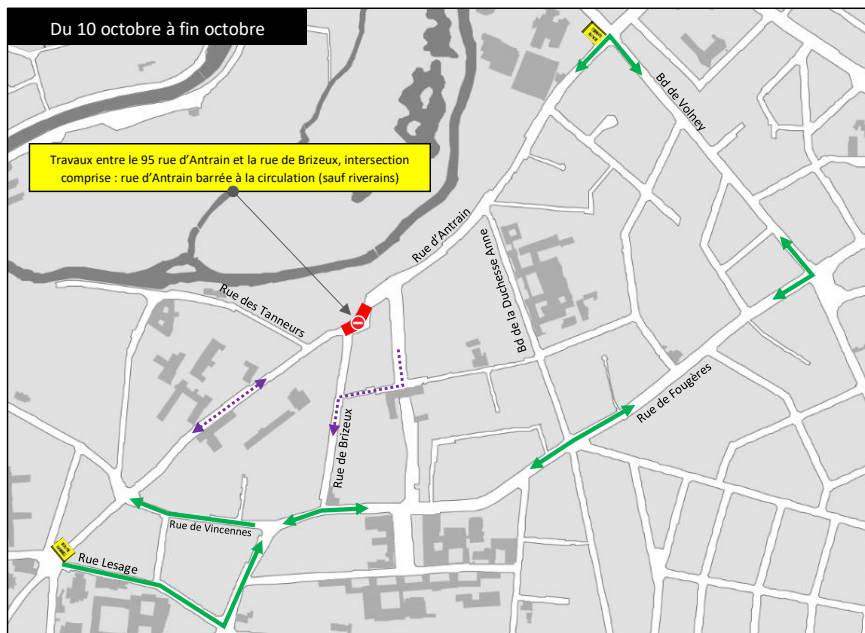 Du 10 octobre à fin octobre
Bd de Volney
Travaux entre le 95 rue d’Antrain et la rue de Brizeux, intersection
comprise : rue d’Antrain barrée à la circulation (sauf riverains)
Rue d’Antrain
Bd de la Duchesse Anne
Rue des Tanneurs
Rue de Fougères
Rue de Brizeux
Rue de Vincennes
Rue Lesage